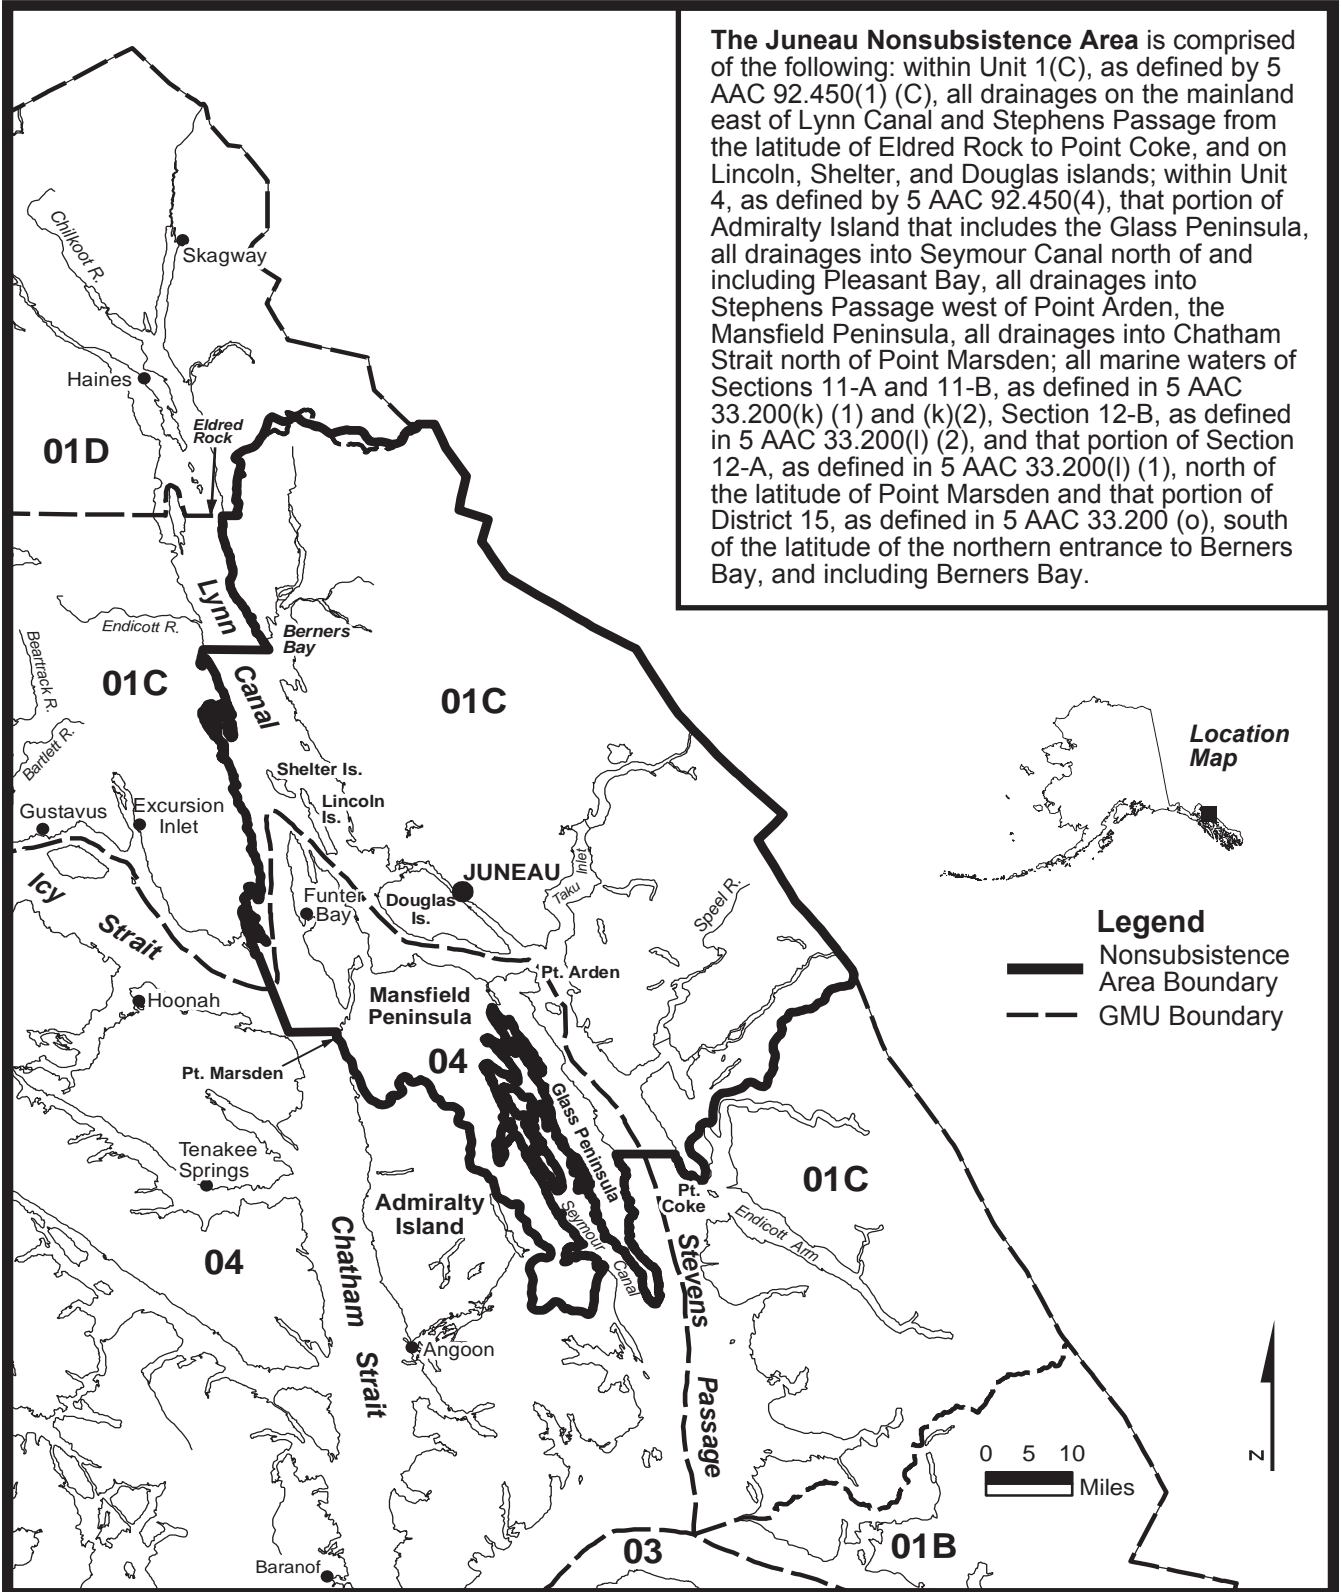 The Juneau Nonsubsistence Area is comprised
of the following: within Unit 1(C), as defined by 5
AAC 92.450(1) (C), all drainages on the mainland
east of Lynn Canal and Stephens Passage from
the latitude of Eldred Rock to Point Coke, and on
Lincoln, Shelter, and Douglas islands; within Unit
4, as defined by 5 AAC 92.450(4), that portion of
Admiralty Island that includes the Glass Peninsula,
all drainages into Seymour Canal north of and
including Pleasant Bay, all drainages into
Stephens Passage west of Point Arden, the
Mansfield Peninsula, all drainages into Chatham
Strait north of Point Marsden; all marine waters of
Sections 11-A and 11-B, as defined in 5 AAC
33.200(k) (1) and (k)(2), Section 12-B, as defined
in 5 AAC 33.200(l) (2), and that portion of Section
12-A, as defined in 5 AAC 33.200(l) (1), north of
the latitude of Point Marsden and that portion of
District 15, as defined in 5 AAC 33.200 (o), south
of the latitude of the northern entrance to Berners
Bay, and including Berners Bay.
Chilkoot R.
Skagway
Haines
Eldred
Rock
01D
Lynn
Canal
Endicott R.
Berners
Bay
Beartrack R.
01C
01C
Bartlett R.
Location
Map
Shelter Is.
Lincoln
Is.
Gustavus
Excursion
Inlet
JUNEAU
Taku Inlet
Icy
Strait
Funter
Bay
Douglas
Is.
Speel R.
Legend
Nonsubsistence
Area Boundary
GMU Boundary
Pt. Arden
Hoonah
Mansfield
Peninsula
04
Pt. Marsden
Glass Peninsula
Tenakee
Springs
Admiralty
Island
Seymour
Canal
Pt.
Coke
01C
Endicott Arm
04
Chatham
Strait
Stevens
Passage
Angoon
0 5 10
Miles
N
Baranof
03
01B